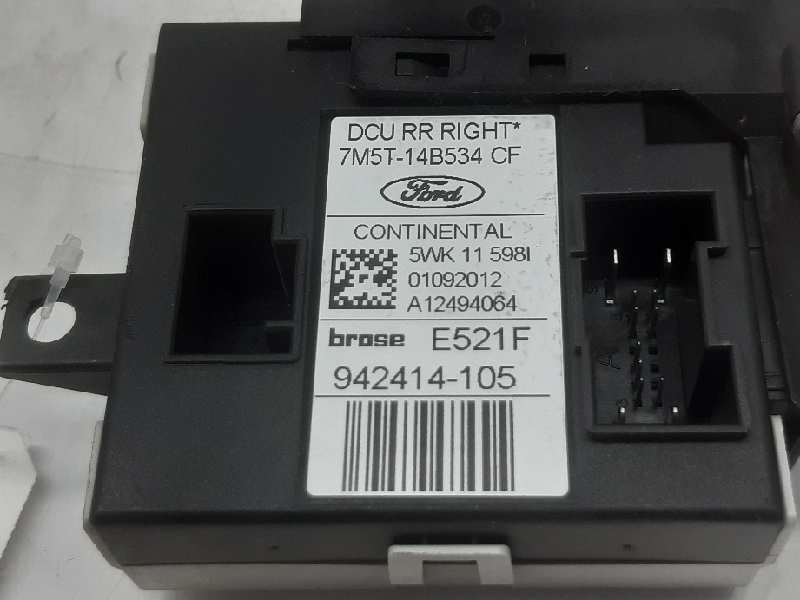 DCU RR RIGHT*
7M5T-14B534 CF
Ford
CONTINENTAL
5WK 11 598I
01092012
A12494064
brose E521F
942414-105